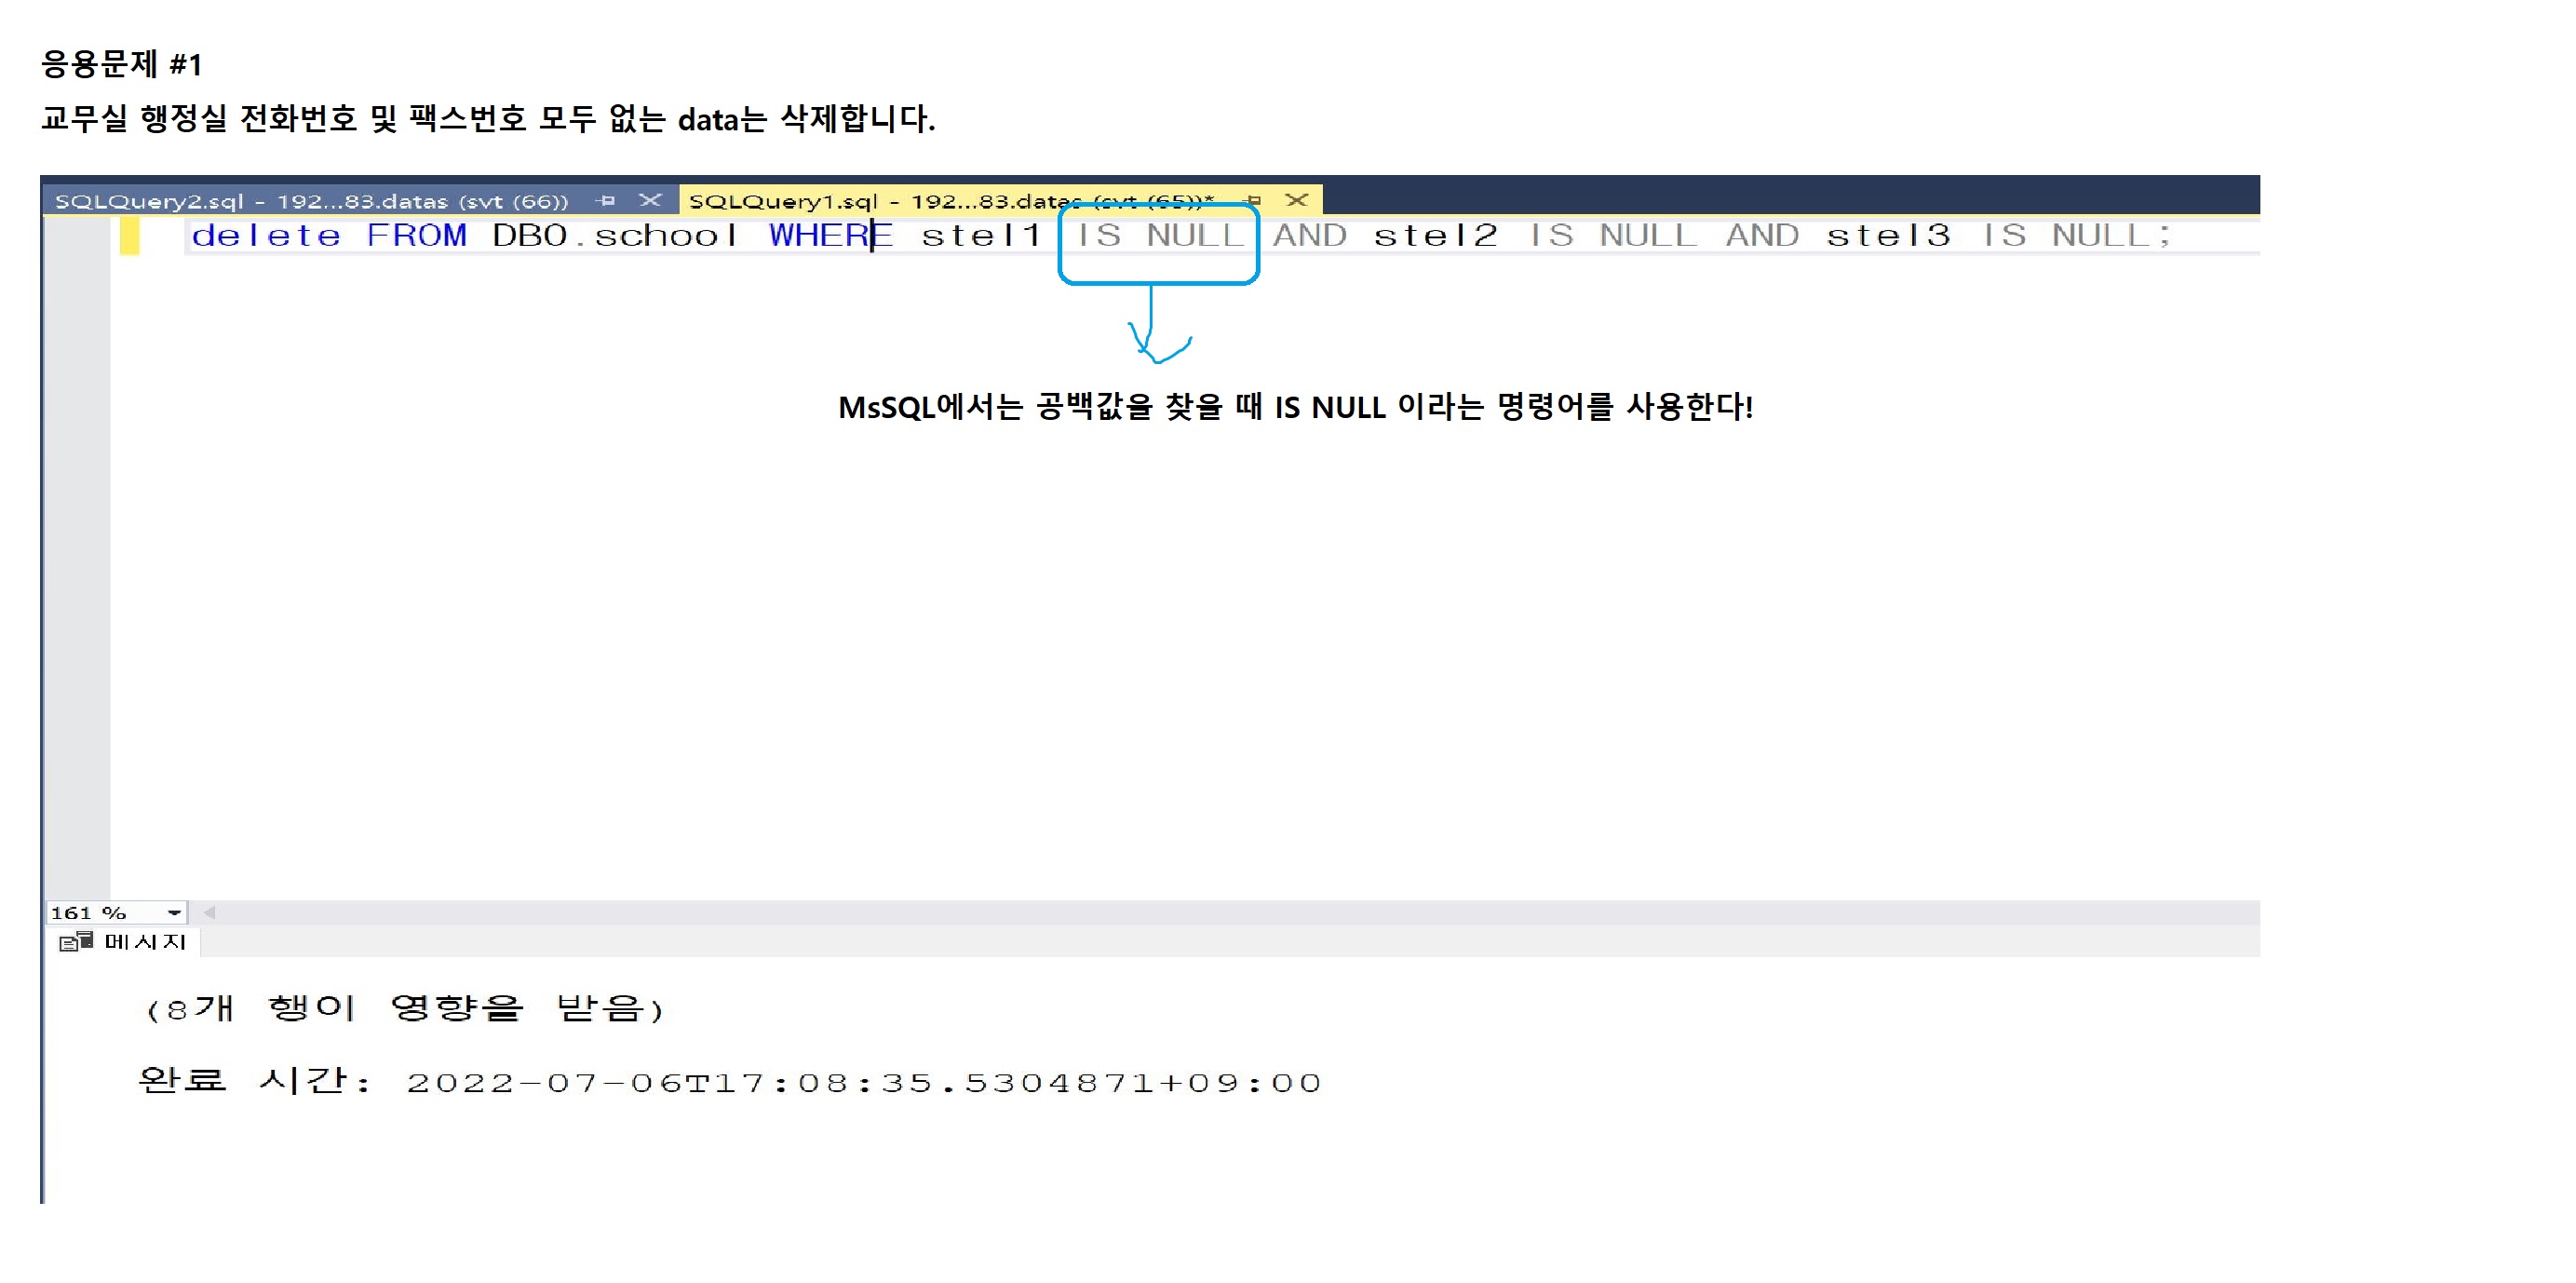 응용문제 #1
교무실 행정실 전화번호 및 팩스번호 모두 없는 data는 삭제합니다.
SQLQuery2.sql - 192...83.datas (svt (66)) SQLQuery1.sql - 192...83.datas (svt (65))*
delete FROM DBO.school WHERE stel1 IS NULL AND stel2 IS NULL AND stel3 IS NULL;
MsSQL에서는 공백값을 찾을 때 IS NULL 이라는 명령어를 사용한다!
161 %
메시지
(8개 행이 영향을 받음)
완료 시간: 2022-07-06T17:08:35.5304871+09:00